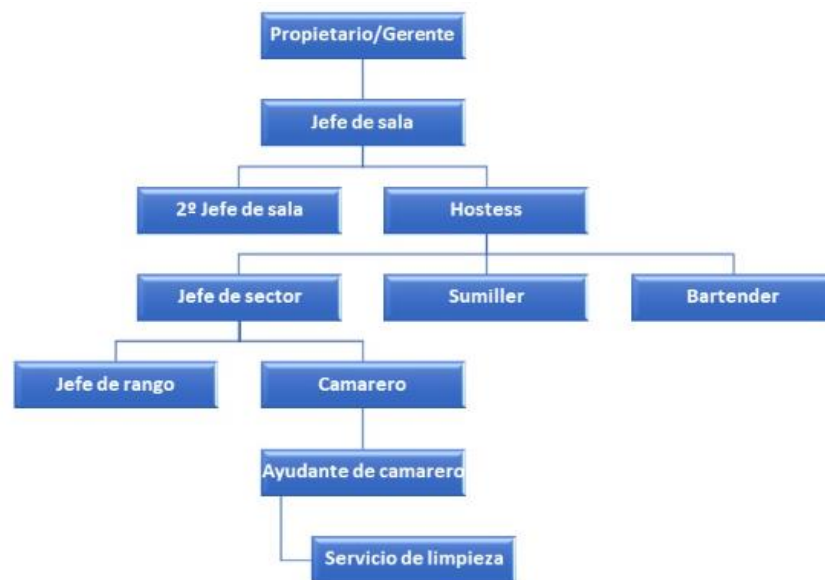 Propietario/Gerente
Jefe de sala
2º Jefe de sala
Hostess
Jefe de sector
Sumiller
Bartender
Jefe de rango
Camarero
Ayudante de camarero
Servicio de limpieza